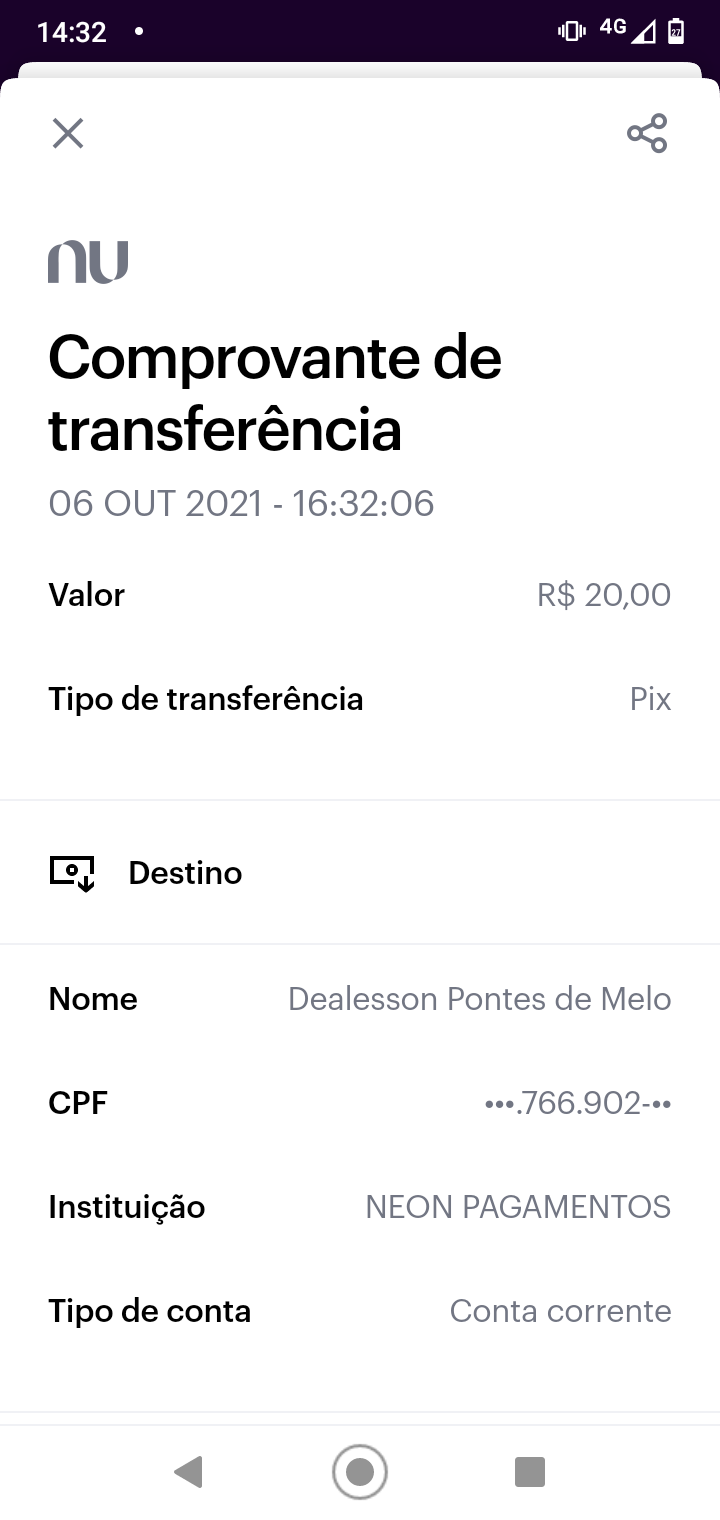 14:32
4G
27
nu
Comprovante de
transferência
06 OUT 2021 - 16:32:06
Valor R$ 20,00
Tipo de transferência Pix
Destino
Nome Dealesson Pontes de Melo
CPF •••.766.902-••
Instituição NEON PAGAMENTOS
Tipo de conta Conta corrente